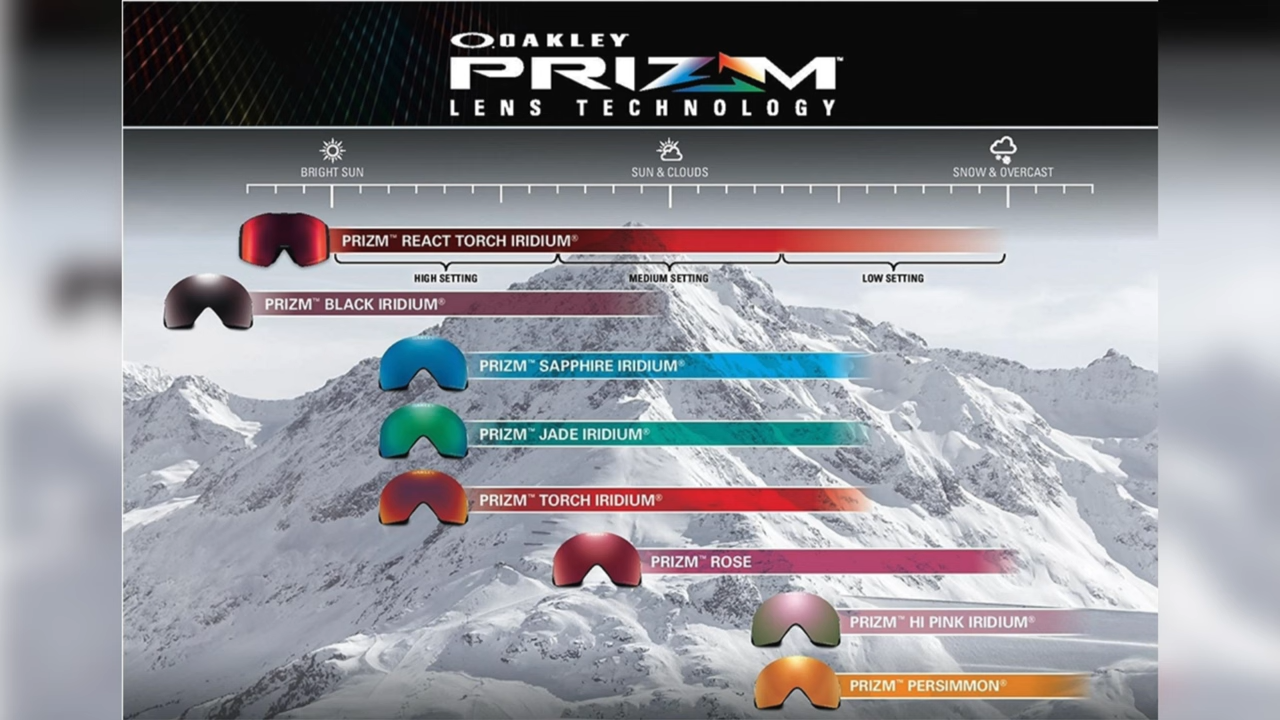 OAKLEY
PRIZM™
LENS TECHNOLOGY
BRIGHT SUN
SUN & CLOUDS
SNOW & OVERCAST
PRIZM™ REACT TORCH IRIDIUM®
HIGH SETTING
MEDIUM SETTING
LOW SETTING
PRIZM™ BLACK IRIDIUM®
PRIZM™ SAPPHIRE IRIDIUM®
PRIZM™ JADE IRIDIUM®
PRIZM™ TORCH IRIDIUM®
PRIZM™ ROSE
PRIZM™ HI PINK IRIDIUM®
PRIZM™ PERSIMMON®